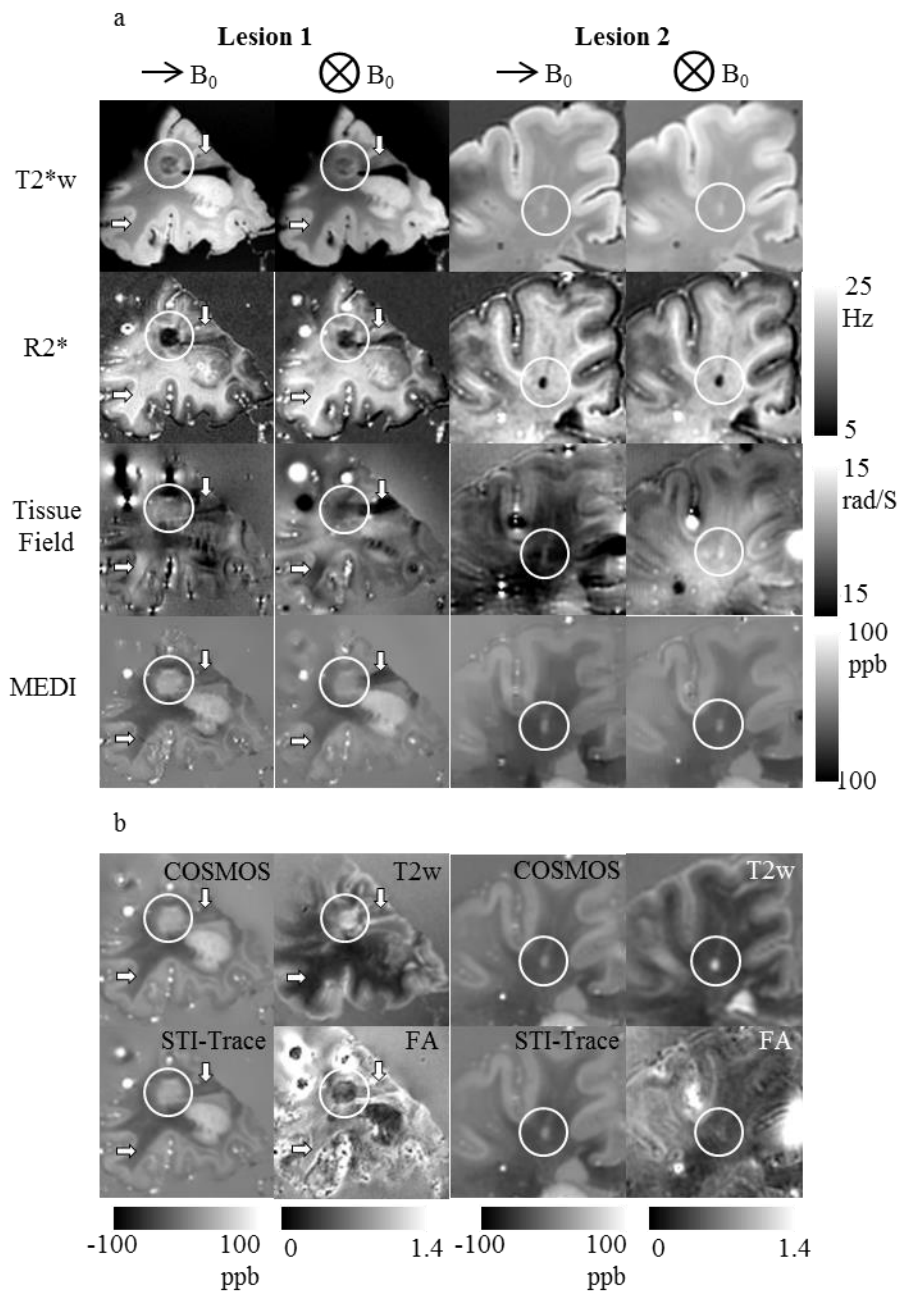 a
Lesion 1 Lesion 2
B0 B0 B0 B0
T2*w
25
Hz
R2*
5
15
rad/S
Tissue
Field
15
100
ppb
MEDI
100
b
COSMOS T2w COSMOS T2w
STI-Trace FA STI-Trace FA
-100 100 0 1.4 -100 100 0 1.4
ppb ppb